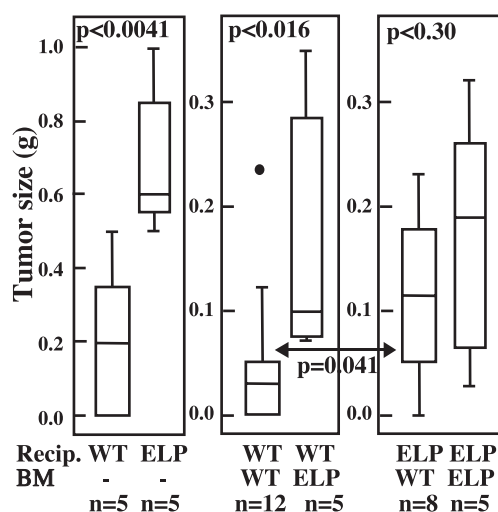 p<0.0041 p<0.016 p<0.30
Tumor size (g)
1.0
0.8
0.6
0.4
0.2
0.0
0.3
0.2
0.1
0.0
0.3
0.2
0.1
0.0
p=0.041
Recip. WT ELP WT WT ELP ELP
BM - - WT ELP WT ELP
n=5 n=5 n=12 n=5 n=8 n=5